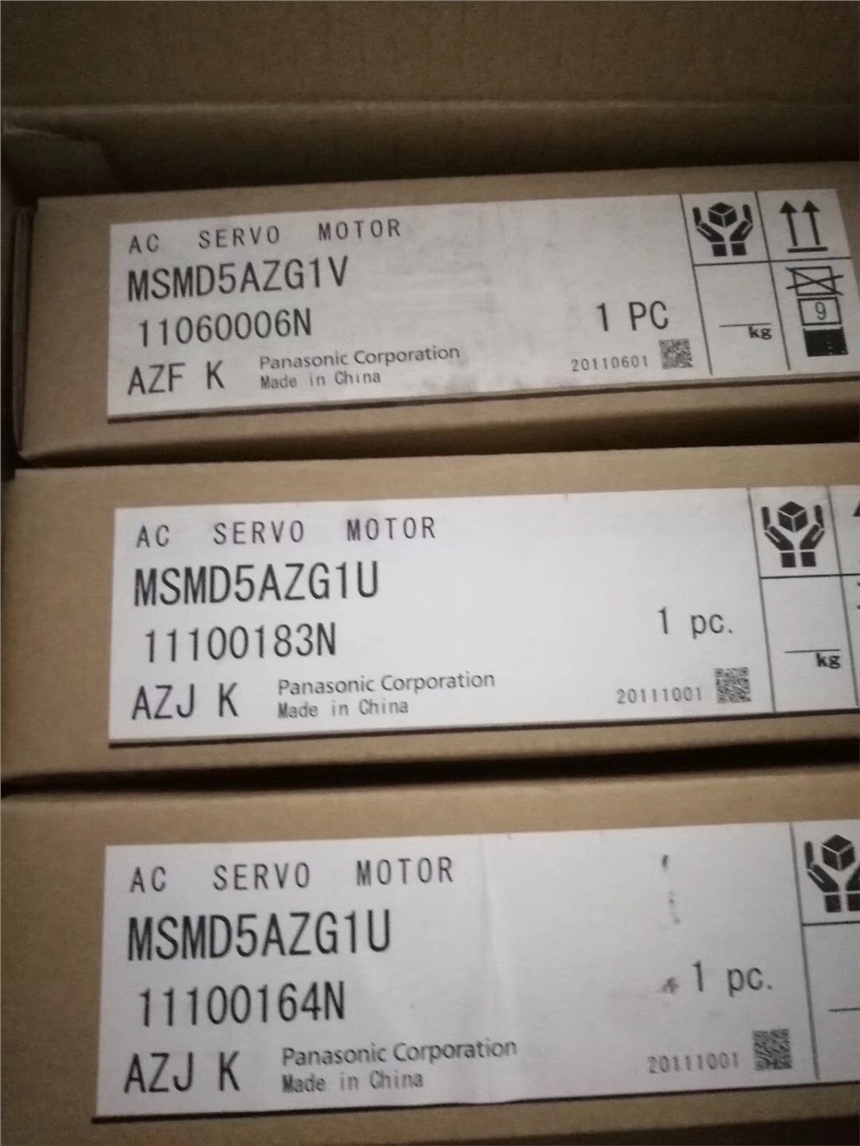 AC SERVO MOTOR
MSMD5AZG1V
11060006N
1 PC
AZF K
Panasonic Corporation
Made in China
20110601
kg
9
AC SERVO MOTOR
MSMD5AZG1U
11100183N
1 pc.
AZJ K
Panasonic Corporation
Made in China
20111001
kg
AC SERVO MOTOR
MSMD5AZG1U
11100164N
1 pc.
AZJ K
Panasonic Corporation
Made in China
20111001